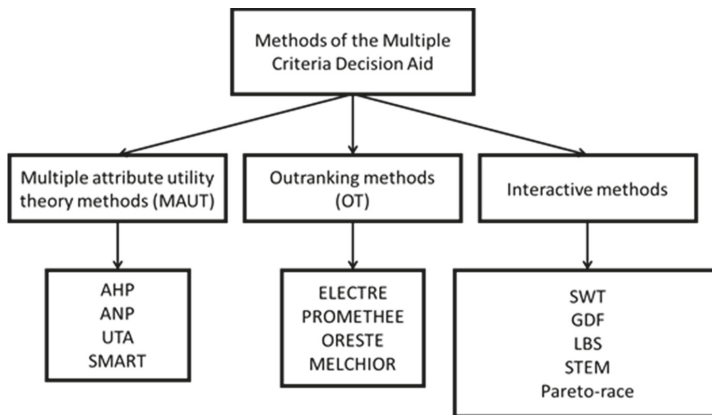 Methods of the Multiple
Criteria Decision Aid
Multiple attribute utility
theory methods (MAUT)
Outranking methods
(OT)
Interactive methods
AHP
ANP
UTA
SMART
ELECTRE
PROMETHEE
ORESTE
MELCHIOR
SWT
GDF
LBS
STEM
Pareto-race